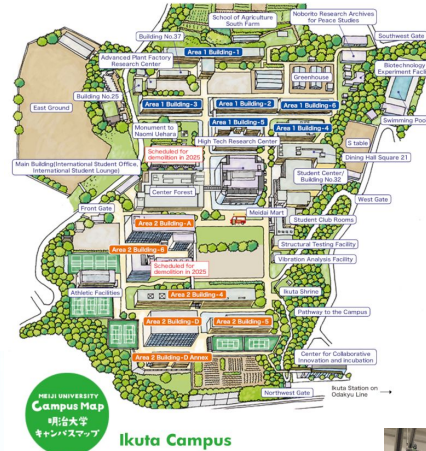 School of Agriculture
South Farm
Noborito Research Archives
for Peace Studies
Building No.37
Southwest Gate
Area 1 Building-1
Advanced Plant Factory
Research Center
Greenhouse
Biotechnology
Experiment Facil
Building No.25
Area 1 Building-3
Area 1 Building-2
Area 1 Building-6
East Ground
Swimming Poo
Monument to
Naomi Uehara
Area 1 Building-5
Area 1 Building-4
High Tech Research Center
S table
Scheduled for
demolition in 2025
Dining Hall Square 21
Main Building(International Student Office,
International Student Lounge)
Student Center/
Building No.32
Center Forest
West Gate
Front Gate
Meidai Mart
Student Club Rooms
Area 2 Building-A
Structural Testing Facility
Area 2 Building-6
Vibration Analysis Facility
Scheduled for
demolition in 2025
Athletic Facilities
Area 2 Building-4
Ikuta Shrine
Pathway to the Campus
Area 2 Building-D
Area 2 Building-5
Area 2 Building-D Annex
Center for Collaborative
Innovation and incubation
Ikuta Station on
Odakyu Line
Northwest Gate
MEIJI UNIVERSITY
Campus Map
明治大学
キャンパスマップ
Ikuta Campus